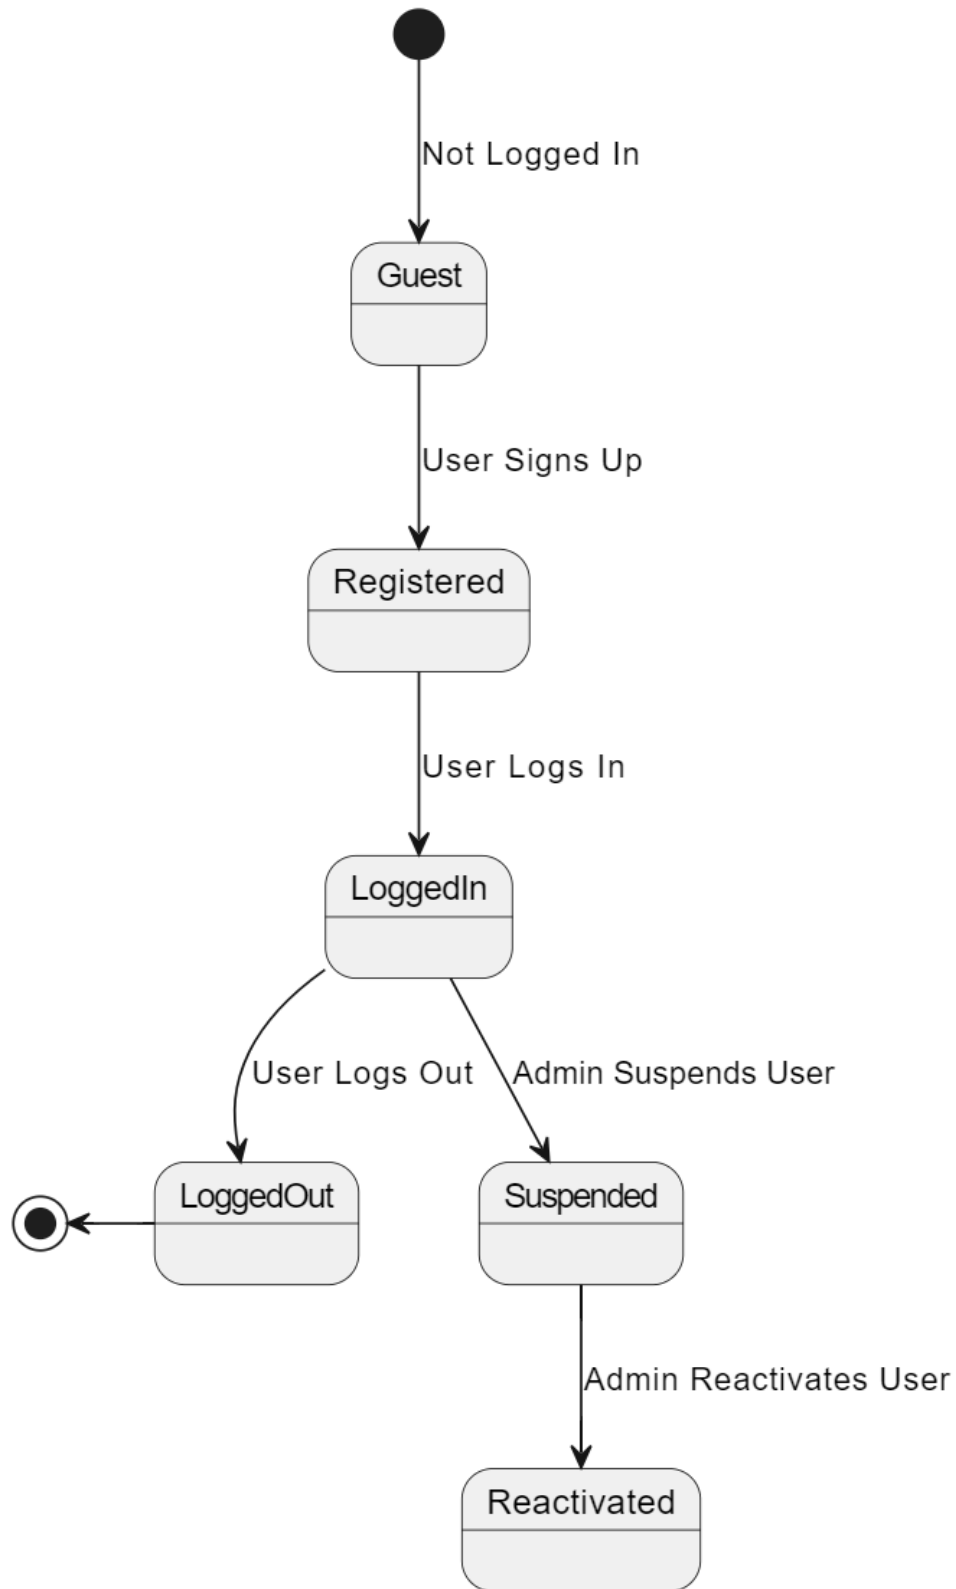 Not Logged In
Guest
User Signs Up
Registered
User Logs In
LoggedIn
User Logs Out
Admin Suspends User
LoggedOut
Suspended
Admin Reactivates User
Reactivated